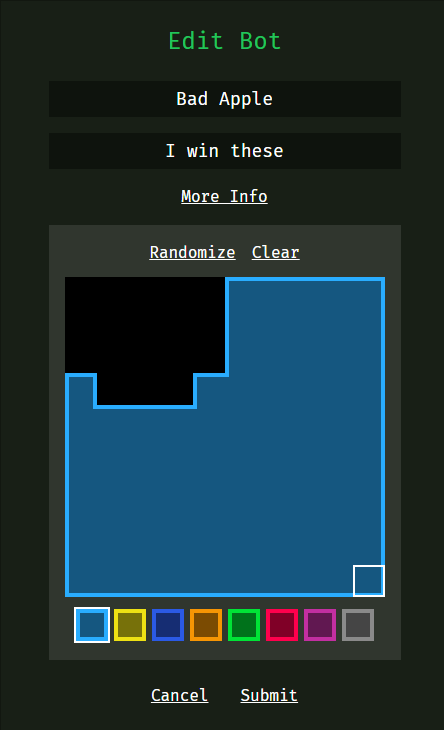 Edit Bot
Bad Apple
I win these
More Info
Randomize Clear
Cancel Submit